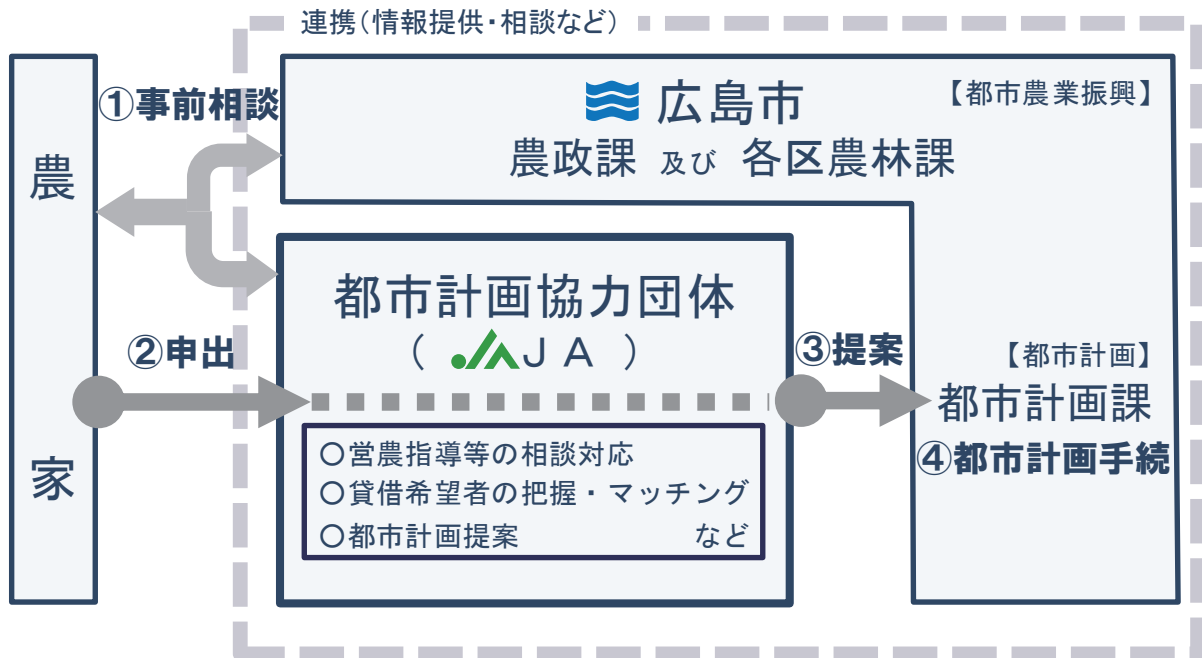 連携（情報提供・相談など）
①事前相談
農家
広島市
【都市農業振興】
農政課 及び 各区農林課
都市計画協力団体
（ JA ）
②申出
③提案
【都市計画】
都市計画課
④都市計画手続
〇営農指導等の相談対応
〇貸借希望者の把握・マッチング
〇都市計画提案 など